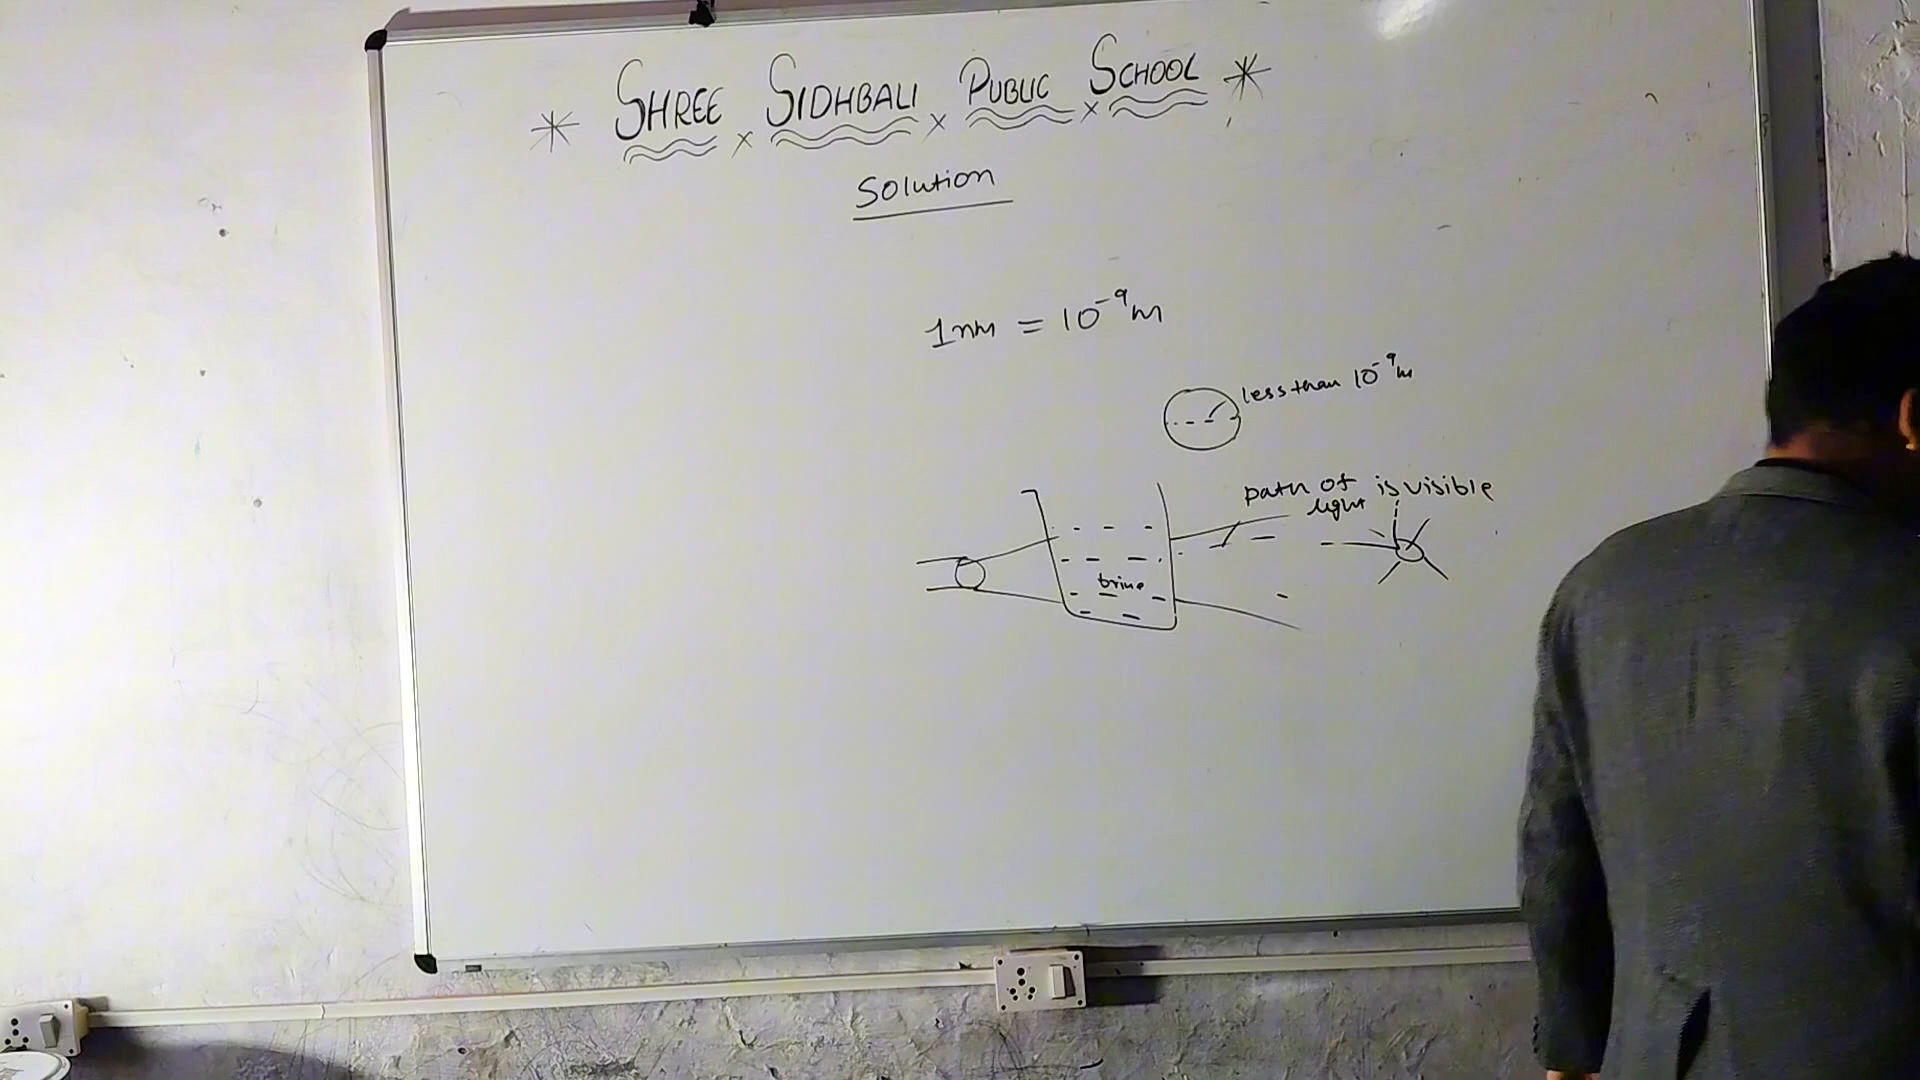 SHREE SIDHBALI PUBLIC SCHOOL
Solution
1nm = 10⁻⁹m
less than 10⁻⁹m
path of light is visible
brine